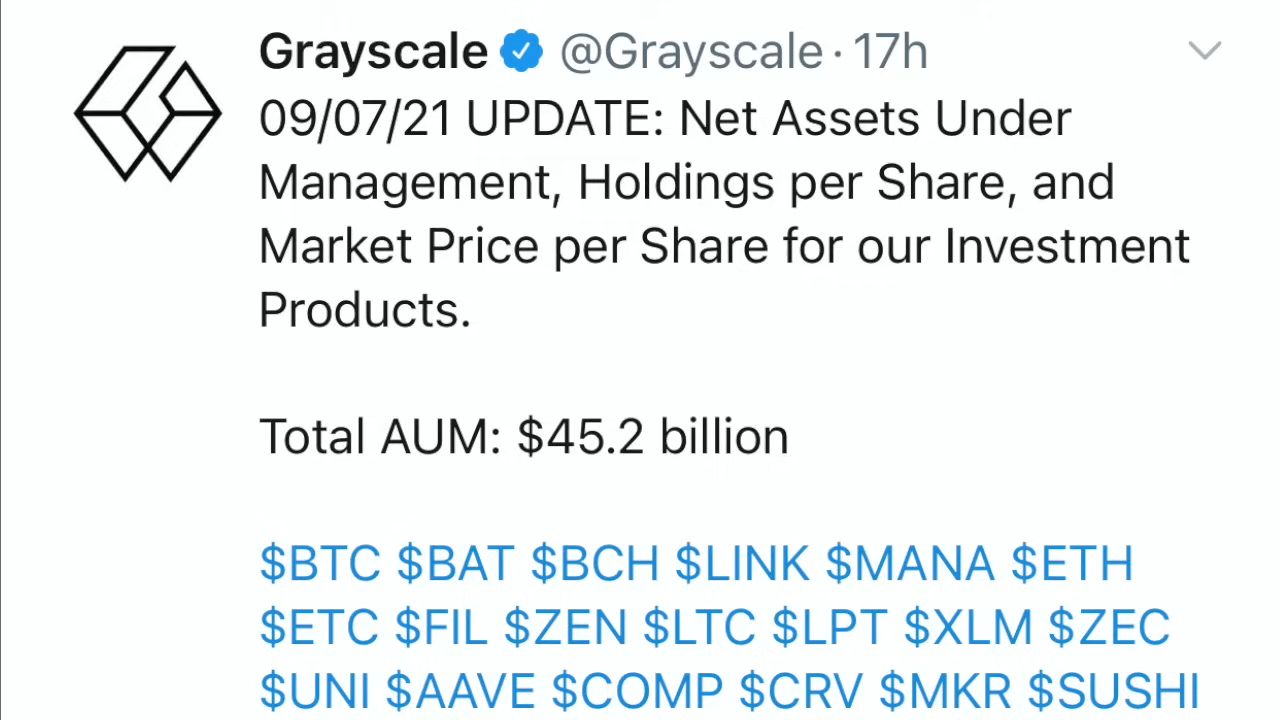 Grayscale @Grayscale · 17h
09/07/21 UPDATE: Net Assets Under
Management, Holdings per Share, and
Market Price per Share for our Investment
Products.
Total AUM: $45.2 billion
$BTC $BAT $BCH $LINK $MANA $ETH
$ETC $FIL $ZEN $LTC $LPT $XLM $ZEC
$UNI $AAVE $COMP $CRV $MKR $SUSHI